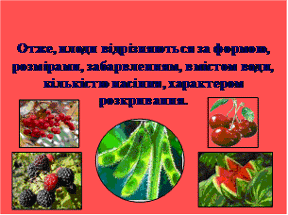 Отже, плоди відрізняються за формою,
розмірами, забарвленням, вмістом води,
кількістю насіння, характером
розкривання.